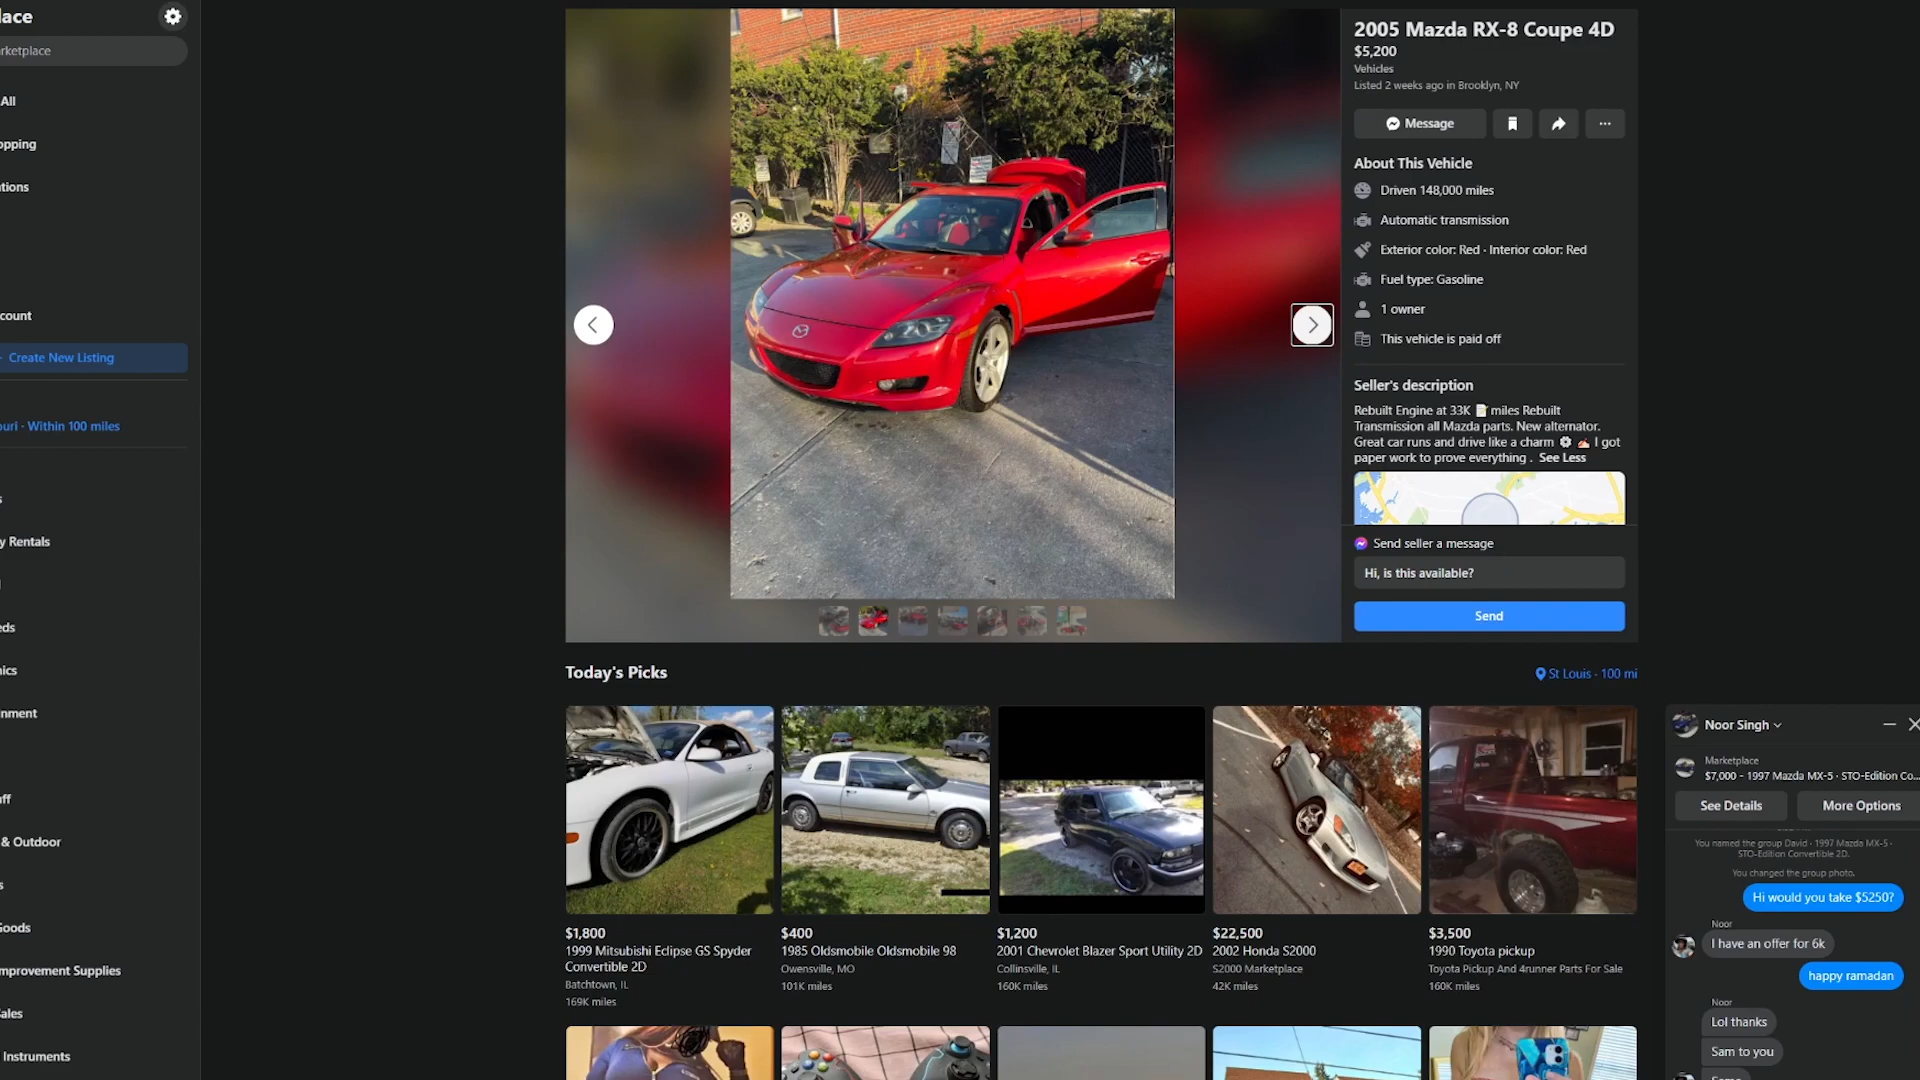 lace
rketplace
All
opping
tions
count
Create New Listing
ouri · Within 100 miles
s
y Rentals
eds
nics
inment
ff
& Outdoor
s
Goods
mprovement Supplies
Sales
Instruments
2005 Mazda RX-8 Coupe 4D
$5,200
Vehicles
Listed 2 weeks ago in Brooklyn, NY
Message
About This Vehicle
Driven 148,000 miles
Automatic transmission
Exterior color: Red · Interior color: Red
Fuel type: Gasoline
1 owner
This vehicle is paid off
Seller's description
Rebuilt Engine at 33K 📝 miles Rebuilt
Transmission all Mazda parts. New alternator.
Great car runs and drive like a charm ⚙ ✍🏻 I got
paper work to prove everything . See Less
Send seller a message
Hi, is this available?
Send
Today's Picks
St Louis · 100 mi
$1,800
1999 Mitsubishi Eclipse GS Spyder
Convertible 2D
Batchtown, IL
169K miles
$400
1985 Oldsmobile Oldsmobile 98
Owensville, MO
101K miles
$1,200
2001 Chevrolet Blazer Sport Utility 2D
Collinsville, IL
160K miles
$22,500
2002 Honda S2000
S2000 Marketplace
42K miles
$3,500
1990 Toyota pickup
Toyota Pickup And 4runner Parts For Sale
160K miles
Noor Singh
Marketplace
$7,000 - 1997 Mazda MX-5 · STO-Edition Co...
See Details
More Options
You named the group David · 1997 Mazda MX-5 ·
STO-Edition Convertible 2D.
You changed the group photo.
Hi would you take $5250?
Noor
I have an offer for 6k
happy ramadan
Noor
Lol thanks
Sam to you